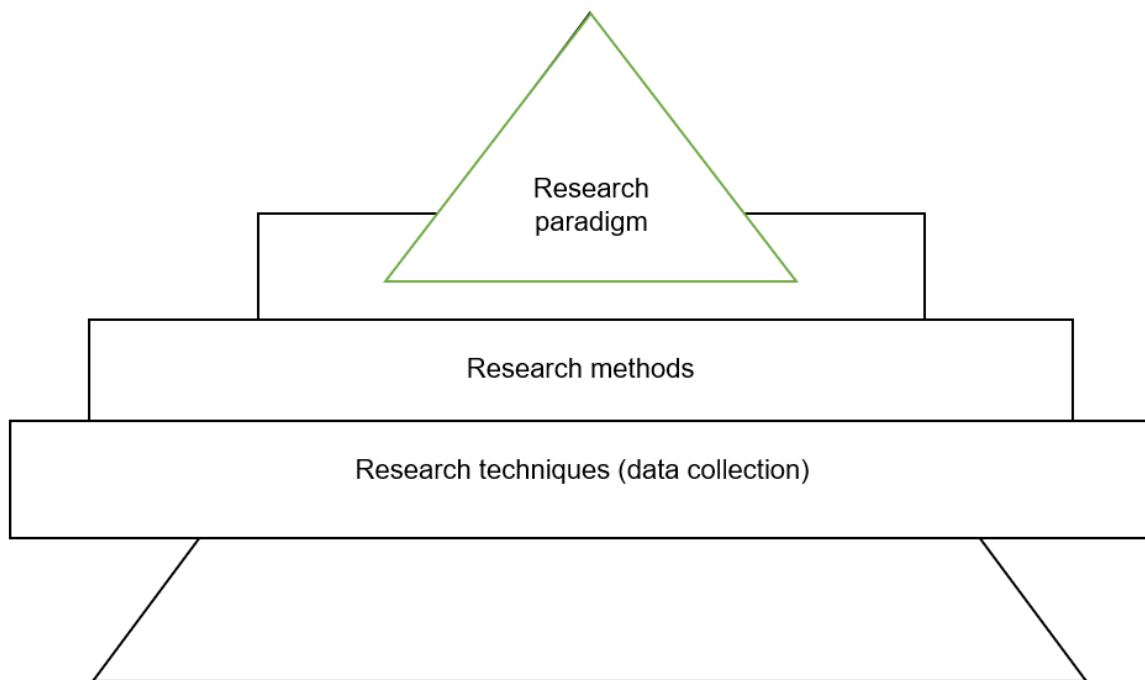 Research
paradigm
Research methods
Research techniques (data collection)